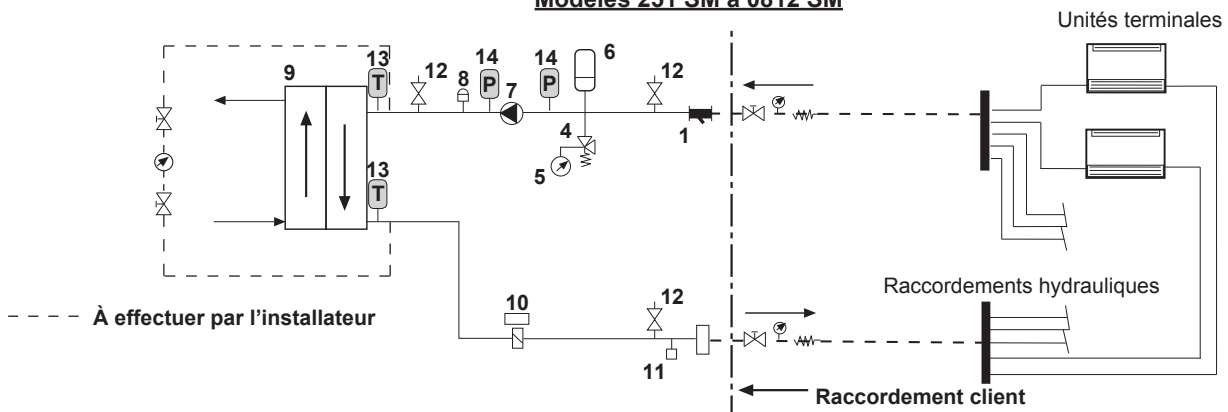 Modèles 251 SM à 0812 SM
Unités terminales
13 14 14 6
9 12 8 7 12
T P P
4
1
5
13
T
Raccordements hydrauliques
10 12
À effectuer par l’installateur
11
Raccordement client